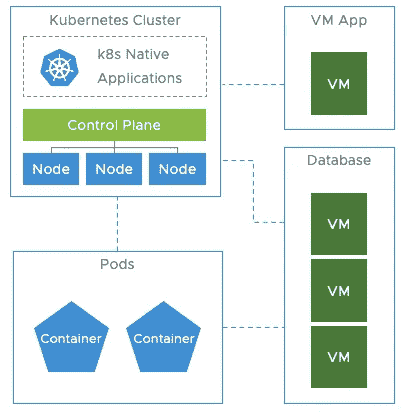 Kubernetes Cluster
k8s Native
Applications
Control Plane
Node
Node
Node
VM App
VM
Database
VM
VM
VM
Pods
Container
Container